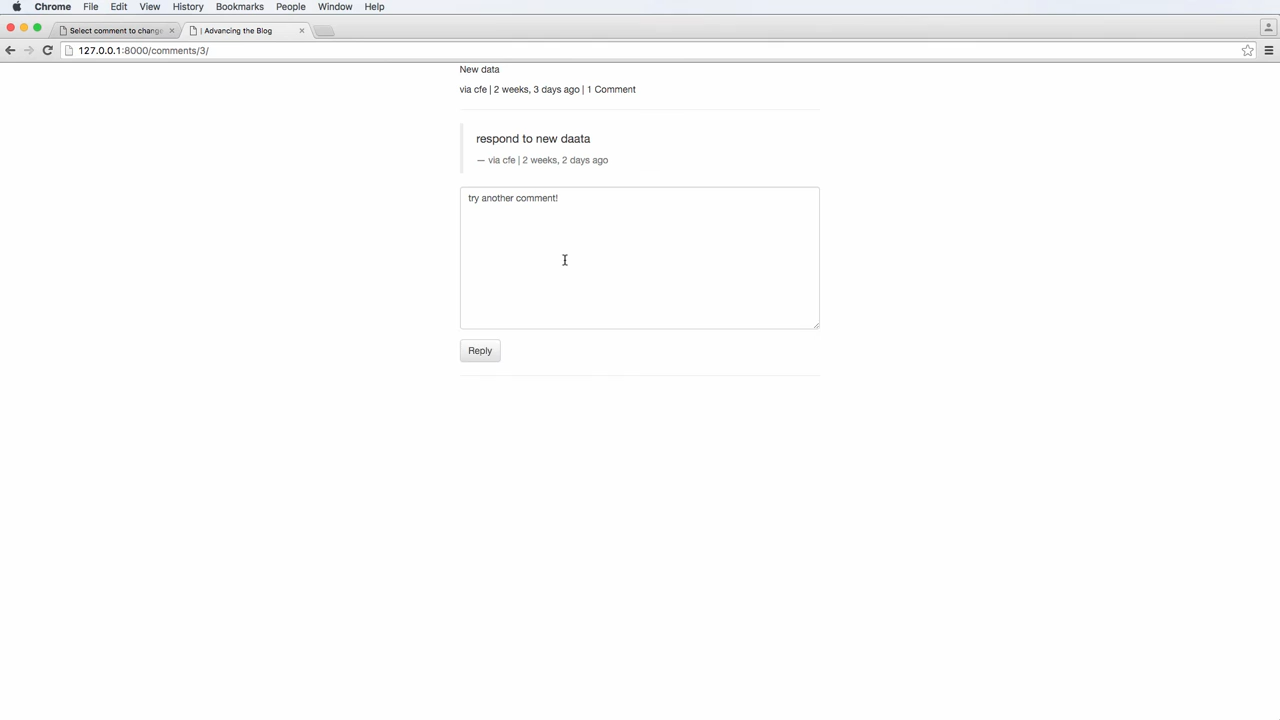 Chrome File Edit View History Bookmarks People Window Help
Select comment to change
| Advancing the Blog
127.0.0.1:8000/comments/3/
New data
via cfe | 2 weeks, 3 days ago | 1 Comment
respond to new daata
— via cfe | 2 weeks, 2 days ago
try another comment!
Reply